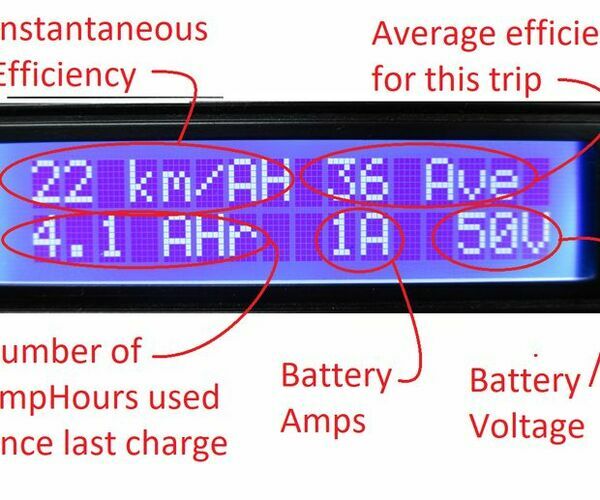 nstantaneous
Efficiency
Average efficie
for this trip
22 km/AH 36 Ave
4.1 AHr 1A 50V
umber of
mpHours used
nce last charge
Battery
Amps
Battery
Voltage